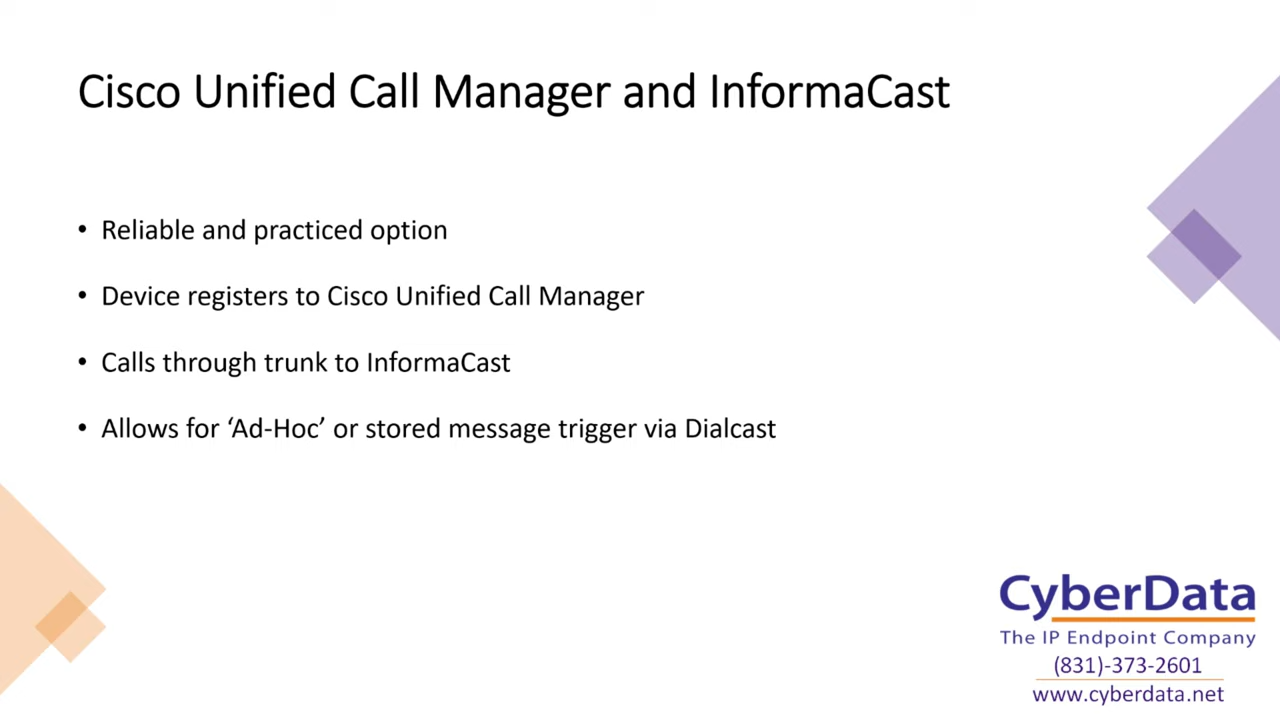 Cisco Unified Call Manager and InformaCast
• Reliable and practiced option
• Device registers to Cisco Unified Call Manager
• Calls through trunk to InformaCast
• Allows for ‘Ad-Hoc’ or stored message trigger via Dialcast
CyberData
The IP Endpoint Company
(831)-373-2601
www.cyberdata.net